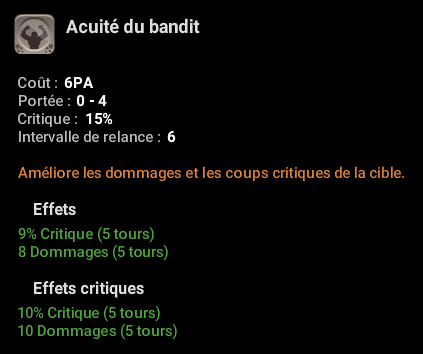 Acuité du bandit
Coût : 6PA
Portée : 0 - 4
Critique : 15%
Intervalle de relance : 6
Améliore les dommages et les coups critiques de la cible.
Effets
9% Critique (5 tours)
8 Dommages (5 tours)
Effets critiques
10% Critique (5 tours)
10 Dommages (5 tours)